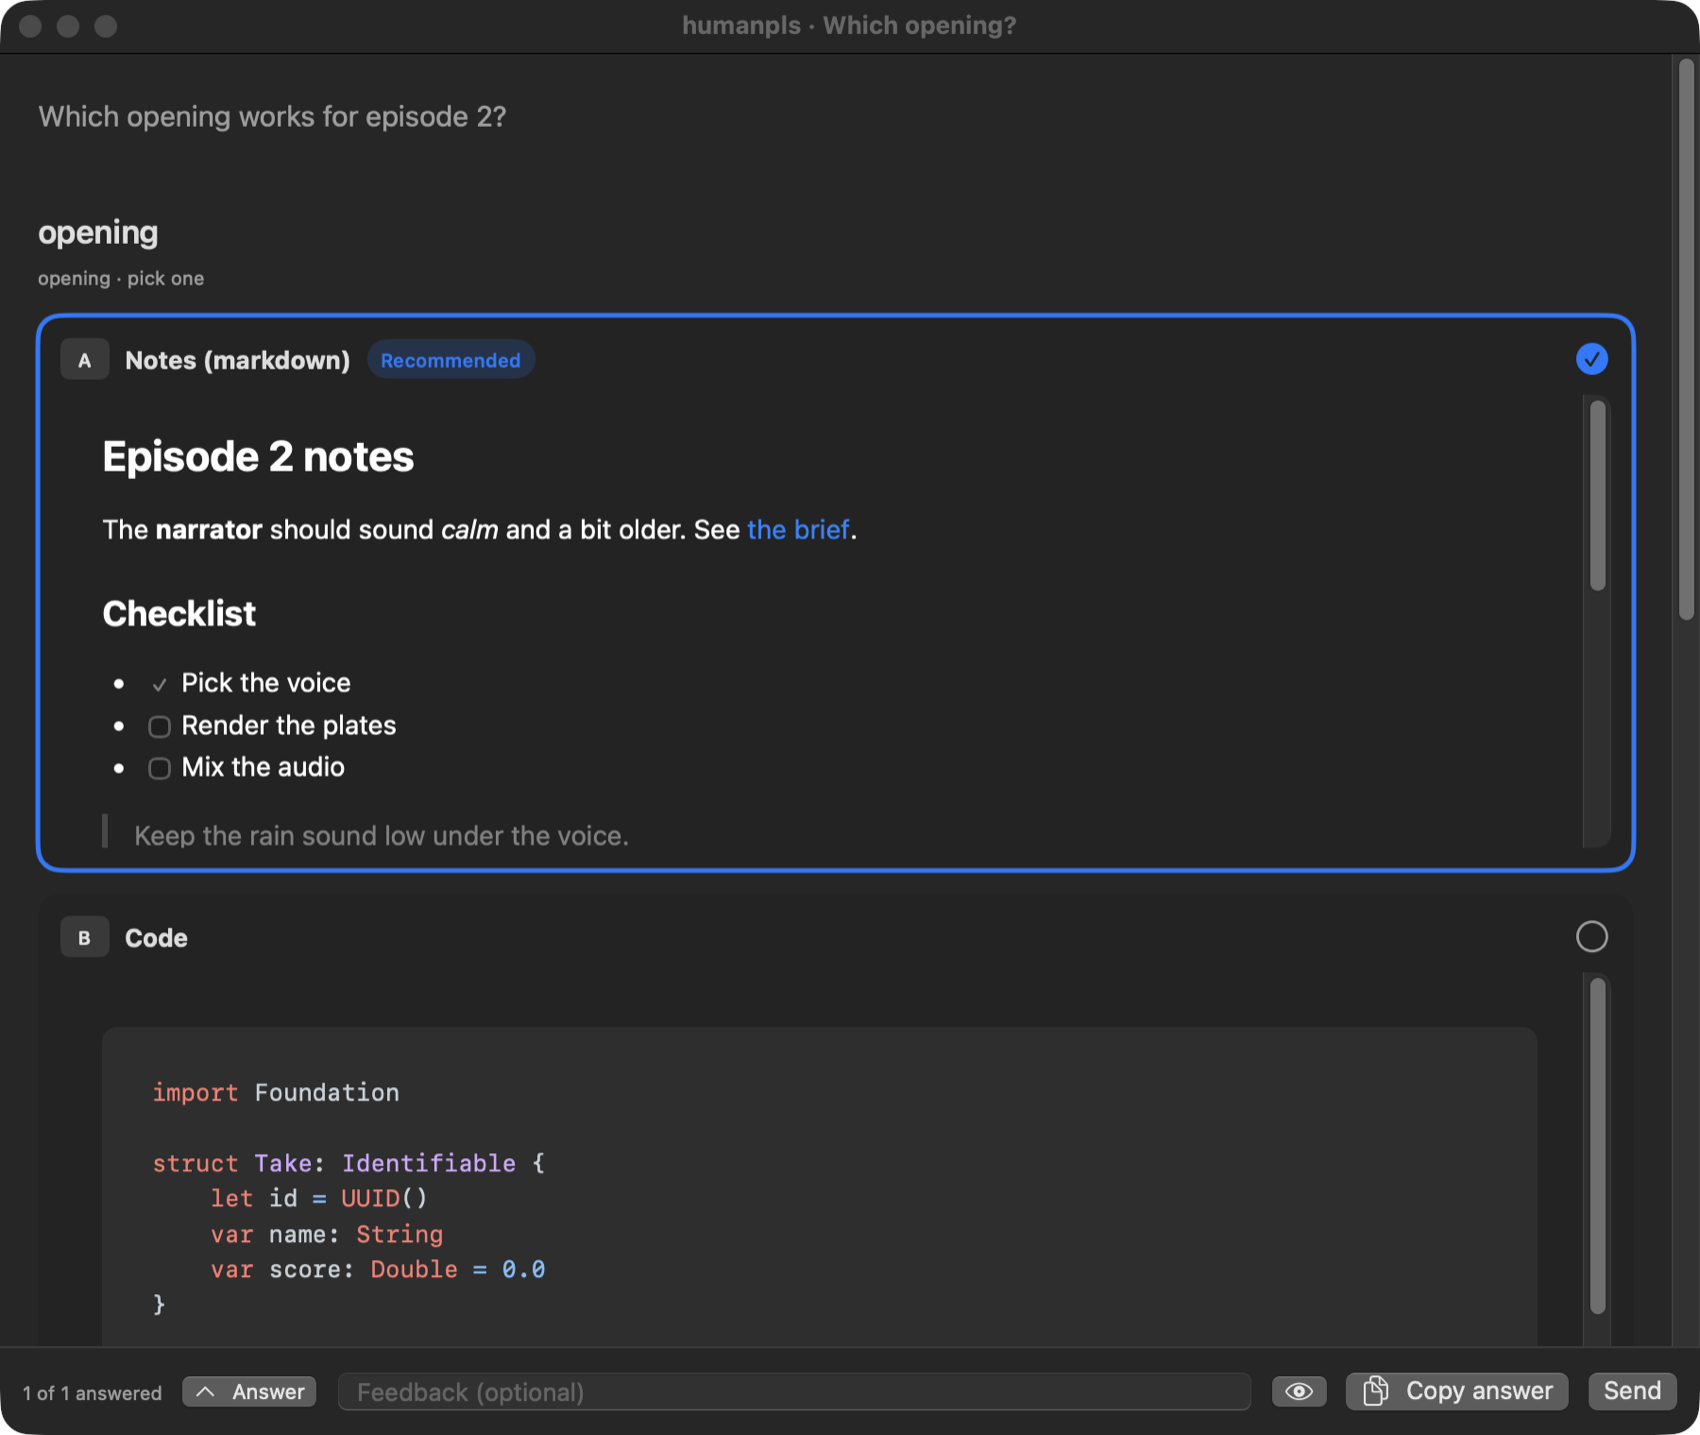 humanpls · Which opening?
Which opening works for episode 2?
opening
opening · pick one
A Notes (markdown) Recommended
Episode 2 notes
The narrator should sound calm and a bit older. See the brief.
Checklist
Pick the voice
Render the plates
Mix the audio
Keep the rain sound low under the voice.
B Code
import Foundation
struct Take: Identifiable {
    let id = UUID()
    var name: String
    var score: Double = 0.0
}
1 of 1 answered Answer Feedback (optional) Copy answer Send